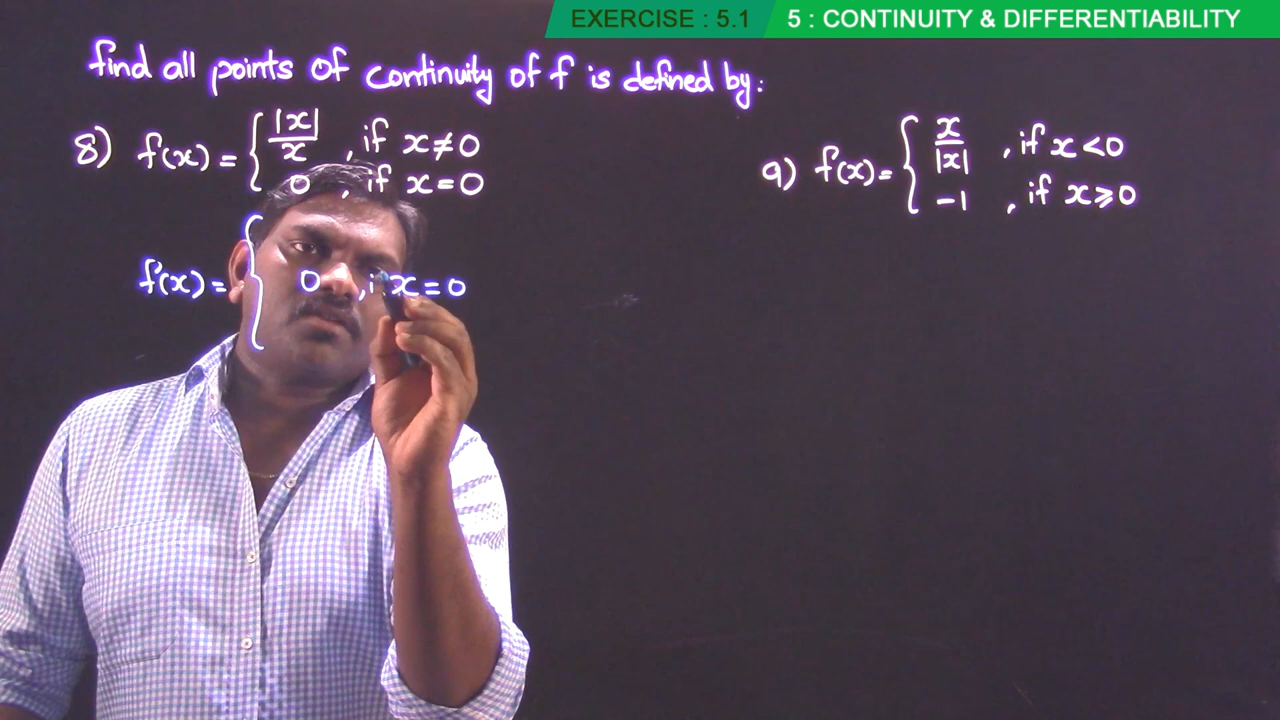 EXERCISE : 5.1 5 : CONTINUITY & DIFFERENTIABILITY
find all points of continuity of f is defined by:
8) f(x) = { |x|/x , if x ≠ 0
0 , if x = 0
9) f(x) = { x/|x| , if x < 0
-1 , if x ⩾ 0
f(x) = { 0 , if x = 0